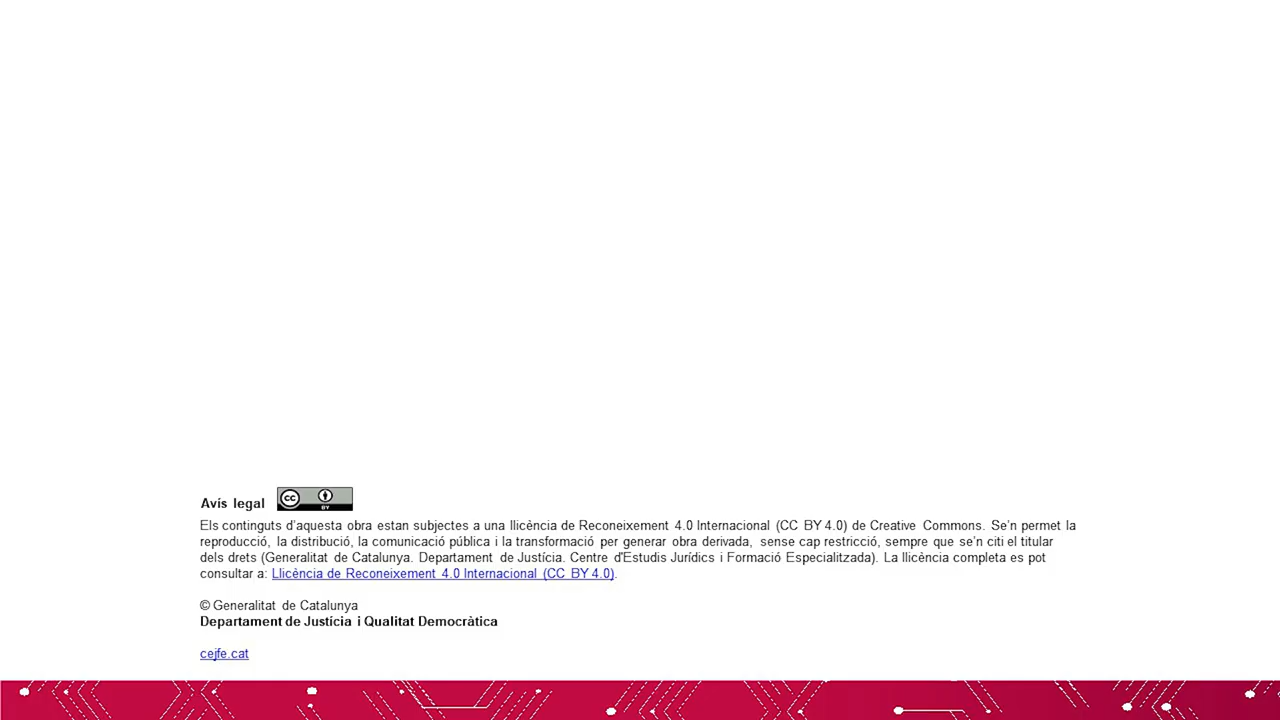 Avís legal
CC BY
Els continguts d’aquesta obra estan subjectes a una llicència de Reconeixement 4.0 Internacional (CC BY 4.0) de Creative Commons. Se’n permet la
reproducció, la distribució, la comunicació pública i la transformació per generar obra derivada, sense cap restricció, sempre que se’n citi el titular
dels drets (Generalitat de Catalunya. Departament de Justícia. Centre d'Estudis Jurídics i Formació Especialitzada). La llicència completa es pot
consultar a: Llicència de Reconeixement 4.0 Internacional (CC BY 4.0).
© Generalitat de Catalunya
Departament de Justícia i Qualitat Democràtica
cejfe.cat